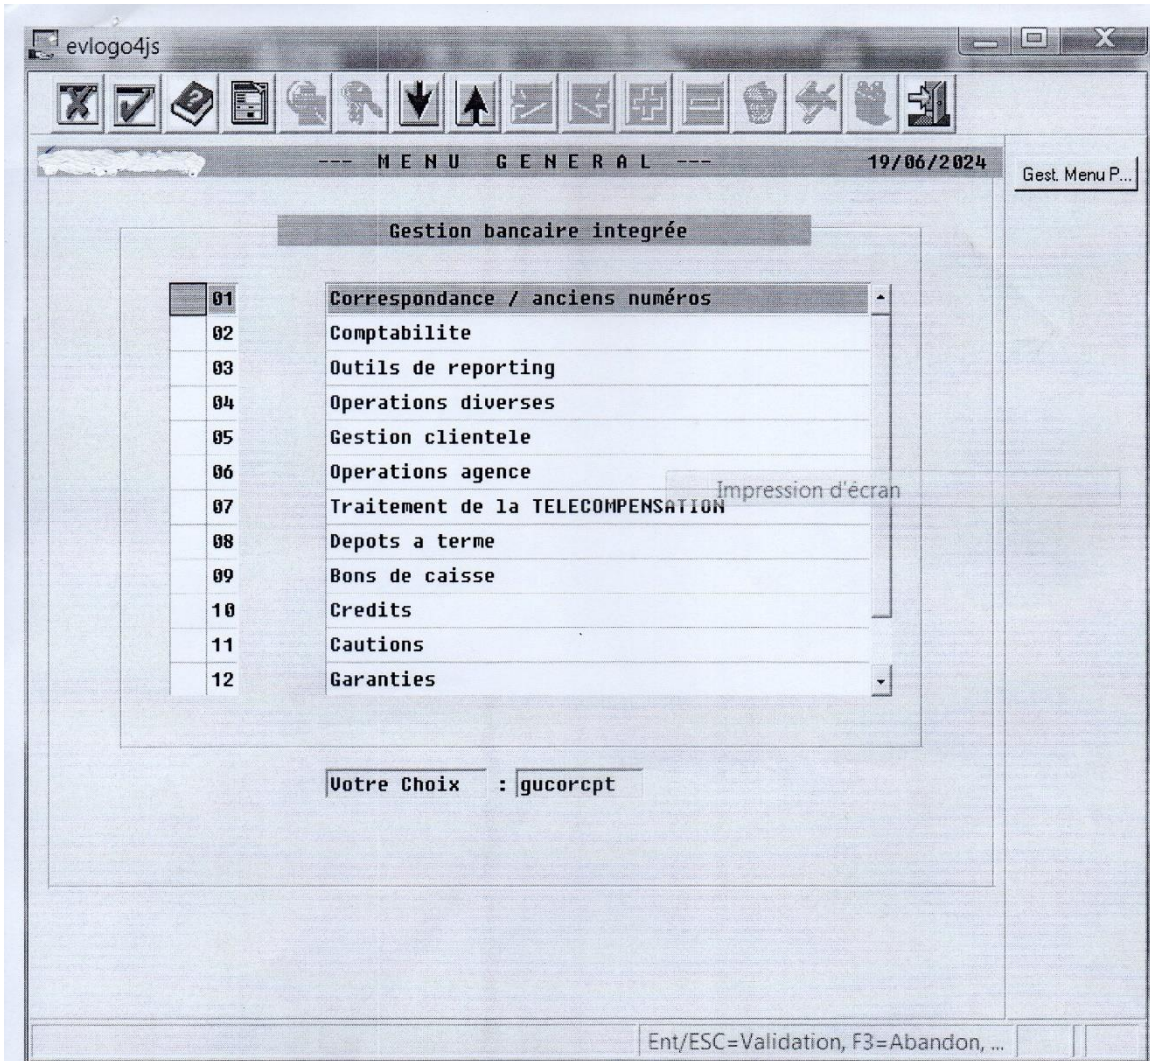 evlogo4js
--- M E N U G E N E R A L --- 19/06/2024
Gest. Menu P...
Gestion bancaire integrée
01 Correspondance / anciens numéros
02 Comptabilite
03 Outils de reporting
04 Operations diverses
05 Gestion clientele
06 Operations agence
Impression d'écran
07 Traitement de la TELECOMPENSATION
08 Depots a terme
09 Bons de caisse
10 Credits
11 Cautions
12 Garanties
Votre Choix : gucorcpt
Ent/ESC=Validation, F3=Abandon, ...